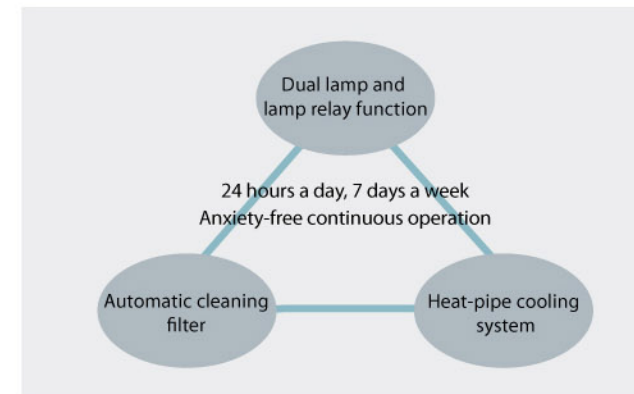 Dual lamp and
lamp relay function
24 hours a day, 7 days a week
Anxiety-free continuous operation
Automatic cleaning
filter
Heat-pipe cooling
system